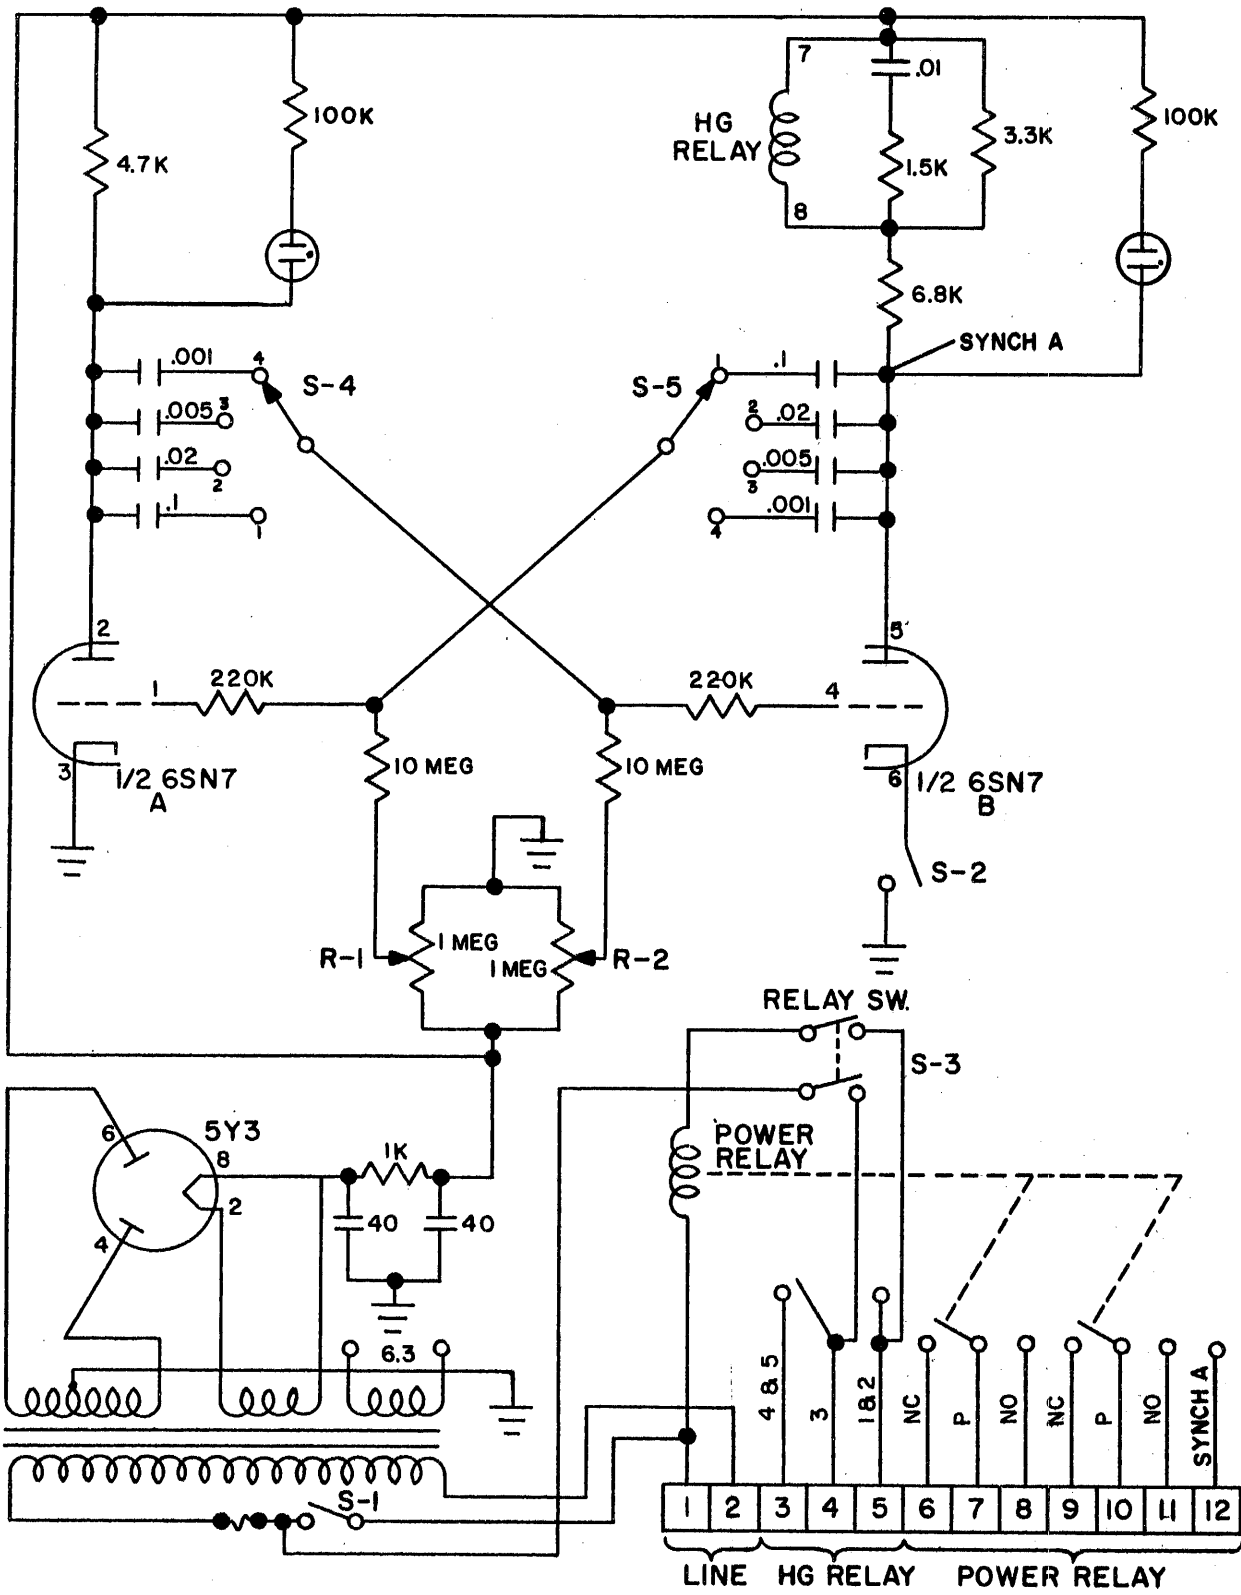 7
.01
100K
HG
RELAY
100K
3.3K
4.7K
1.5K
8
6.8K
SYNCH A
.001
4
S-4
S-5
1
.1
.005
3
2
.02
.02
2
.005
3
.1
1
.001
4
2
5
220K
220K
1
4
10 MEG
10 MEG
3
1/2 6SN7
A
6
1/2 6SN7
B
S-2
R-1
1 MEG
1 MEG
R-2
RELAY SW.
S-3
6
5Y3
8
1K
POWER
RELAY
2
40
40
4
6.3
4 & 5
3
1 & 2
NC
P
NO
NC
P
NO
SYNCH A
S-1
1 2 3 4 5 6 7 8 9 10 11 12
LINE HG RELAY POWER RELAY